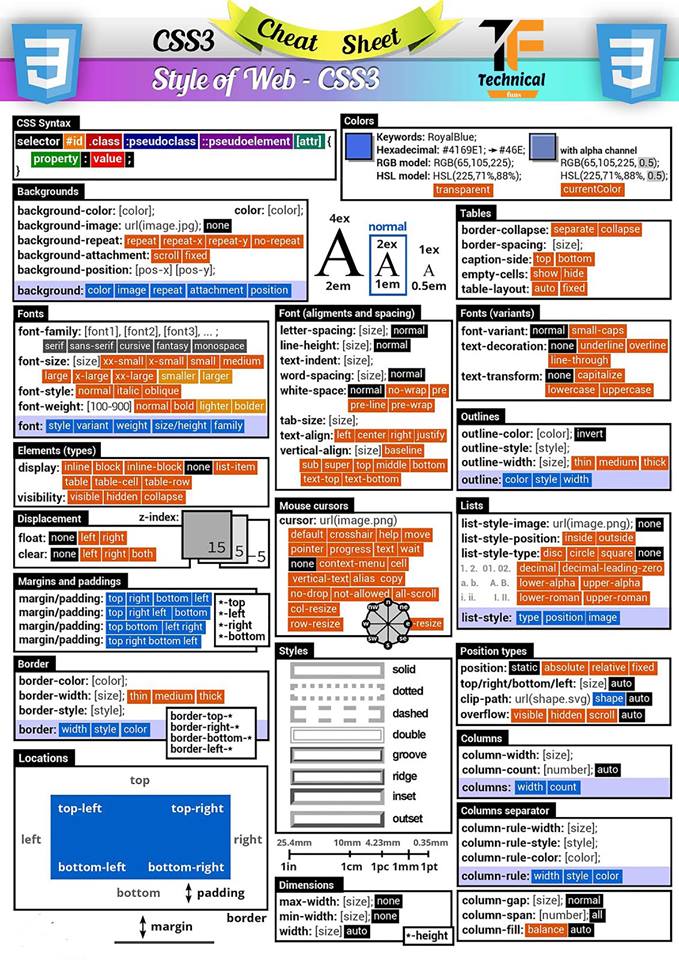 CSS3
Cheat Sheet
Style of Web - CSS3
TF
Technical
funs
3
3
CSS Syntax
selector #id .class :pseudoclass ::pseudoelement [attr] {
property : value ;
}
Colors
Keywords: RoyalBlue;
Hexadecimal: #4169E1; → #46E;
RGB model: RGB(65,105,225);
HSL model: HSL(225,71%,88%);
transparent
with alpha channel
RGB(65,105,225, 0.5);
HSL(225,71%,88%, 0.5);
currentColor
Backgrounds
background-color: [color]; color: [color];
background-image: url(image.jpg); none
background-repeat: repeat repeat-x repeat-y no-repeat
background-attachment: scroll fixed
background-position: [pos-x] [pos-y];
background: color image repeat attachment position
4ex
A
2em
normal
2ex
A
1em
1ex
A
0.5em
Tables
border-collapse: separate collapse
border-spacing: [size];
caption-side: top bottom
empty-cells: show hide
table-layout: auto fixed
Fonts
font-family: [font1], [font2], [font3], ... ;
serif sans-serif cursive fantasy monospace
font-size: [size] xx-small x-small small medium
large x-large xx-large smaller larger
font-style: normal italic oblique
font-weight: [100-900] normal bold lighter bolder
font: style variant weight size/height family
Font (aligments and spacing)
letter-spacing: [size]; normal
line-height: [size]; normal
text-indent: [size];
word-spacing: [size]; normal
white-space: normal no-wrap pre
pre-line pre-wrap
tab-size: [size];
text-align: left center right justify
vertical-align: [size] baseline
sub super top middle bottom
text-top text-bottom
Fonts (variants)
font-variant: normal small-caps
text-decoration: none underline overline
line-through
text-transform: none capitalize
lowercase uppercase
Outlines
outline-color: [color]; invert
outline-style: [style];
outline-width: [size]; thin medium thick
outline: color style width
Elements (types)
display: inline block inline-block none list-item
table table-cell table-row
visibility: visible hidden collapse
Displacement
z-index:
15 5 -5
float: none left right
clear: none left right both
Mouse cursors
cursor: url(image.png)
default crosshair help move
pointer progress text wait
none context-menu cell
vertical-text alias copy
no-drop not-allowed all-scroll
col-resize
row-resize
n ne e se s sw w nw
-resize
Lists
list-style-image: url(image.png); none
list-style-position: inside outside
list-style-type: disc circle square none
1. 2. 01. 02. decimal decimal-leading-zero
a. b. A. B. lower-alpha upper-alpha
i. ii. I. II. lower-roman upper-roman
list-style: type position image
Margins and paddings
margin/padding: top right bottom left
margin/padding: top right left bottom
margin/padding: top bottom left right
margin/padding: top right bottom left
*-top
*-left
*-right
*-bottom
Border
border-color: [color];
border-width: [size]; thin medium thick
border-style: [style];
border: width style color
border-top-*
border-right-*
border-bottom-*
border-left-*
Styles
solid
dotted
dashed
double
groove
ridge
inset
outset
25.4mm 10mm 4.23mm 0.35mm
1in 1cm 1pc 1mm 1pt
Position types
position: static absolute relative fixed
top/right/bottom/left: [size] auto
clip-path: url(shape.svg) shape auto
overflow: visible hidden scroll auto
Columns
column-width: [size];
column-count: [number]; auto
columns: width count
Columns separator
column-rule-width: [size];
column-rule-style: [style];
column-rule-color: [color];
column-rule: width style color
column-gap: [size]; normal
column-span: [number]; all
column-fill: balance auto
Locations
top
top-left top-right
left right
bottom-left bottom-right
bottom
padding
border
margin
Dimensions
max-width: [size]; none
min-width: [size]; none
width: [size] auto
*-height